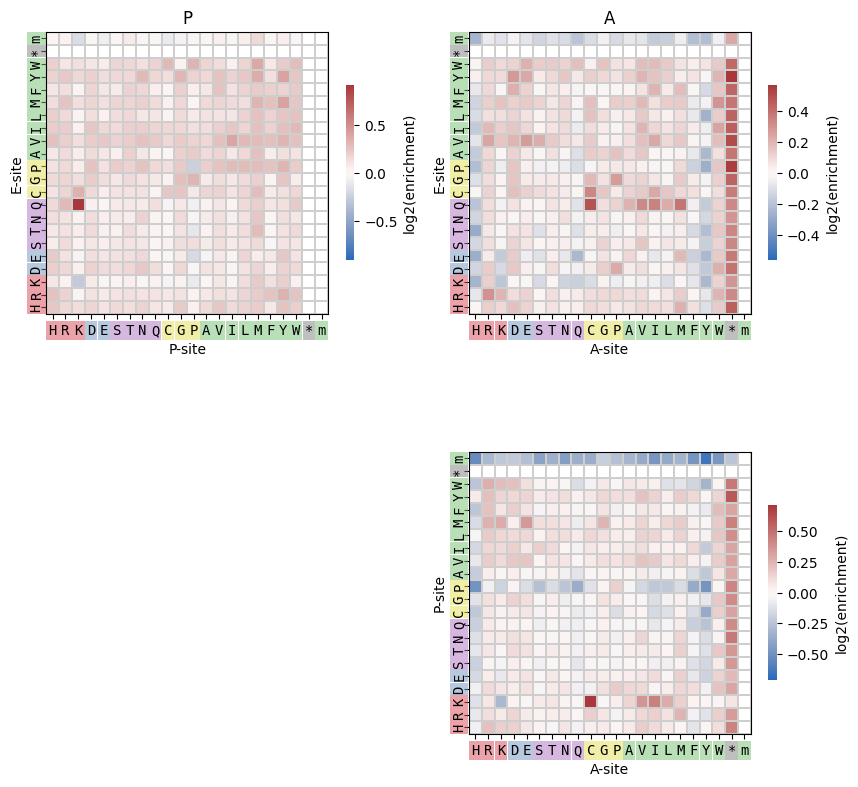 P
E-site
m * W Y F M L I V A P G C Q N T S E D K R H
H R K D E S T N Q C G P A V I L M F Y W * m
P-site
0.5
0.0
−0.5
log2(enrichment)
A
E-site
m * W Y F M L I V A P G C Q N T S E D K R H
H R K D E S T N Q C G P A V I L M F Y W * m
A-site
0.4
0.2
0.0
−0.2
−0.4
log2(enrichment)
P-site
m * W Y F M L I V A P G C Q N T S E D K R H
H R K D E S T N Q C G P A V I L M F Y W * m
A-site
0.50
0.25
0.00
−0.25
−0.50
log2(enrichment)